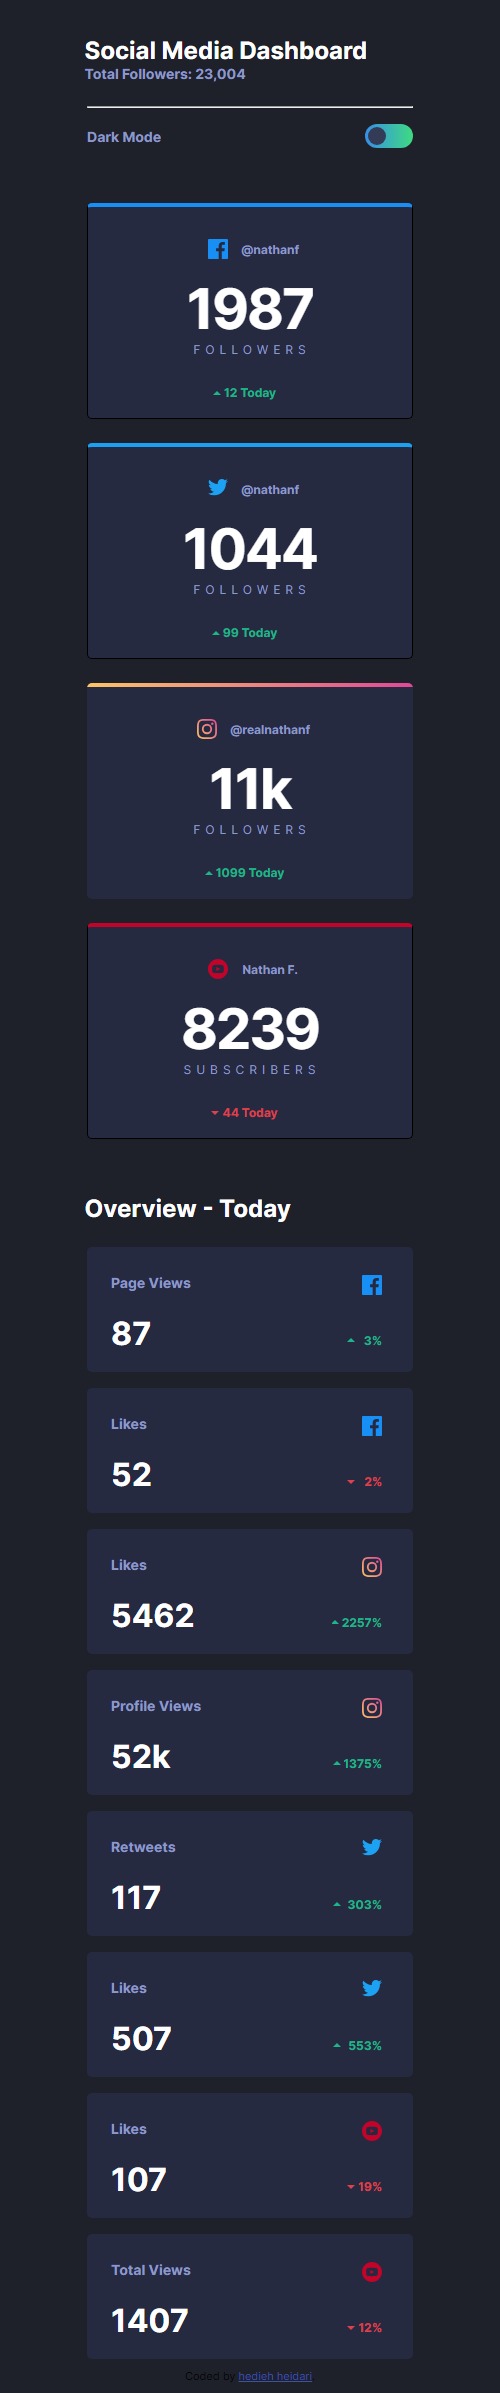 Social Media Dashboard
Total Followers: 23,004
Dark Mode
@nathanf
1987
FOLLOWERS
12 Today
@nathanf
1044
FOLLOWERS
99 Today
@realnathanf
11k
FOLLOWERS
1099 Today
Nathan F.
8239
SUBSCRIBERS
44 Today
Overview - Today
Page Views
87 3%
Likes
52 2%
Likes
5462 2257%
Profile Views
52k 1375%
Retweets
117 303%
Likes
507 553%
Likes
107 19%
Total Views
1407 12%
Coded by hedieh heidari